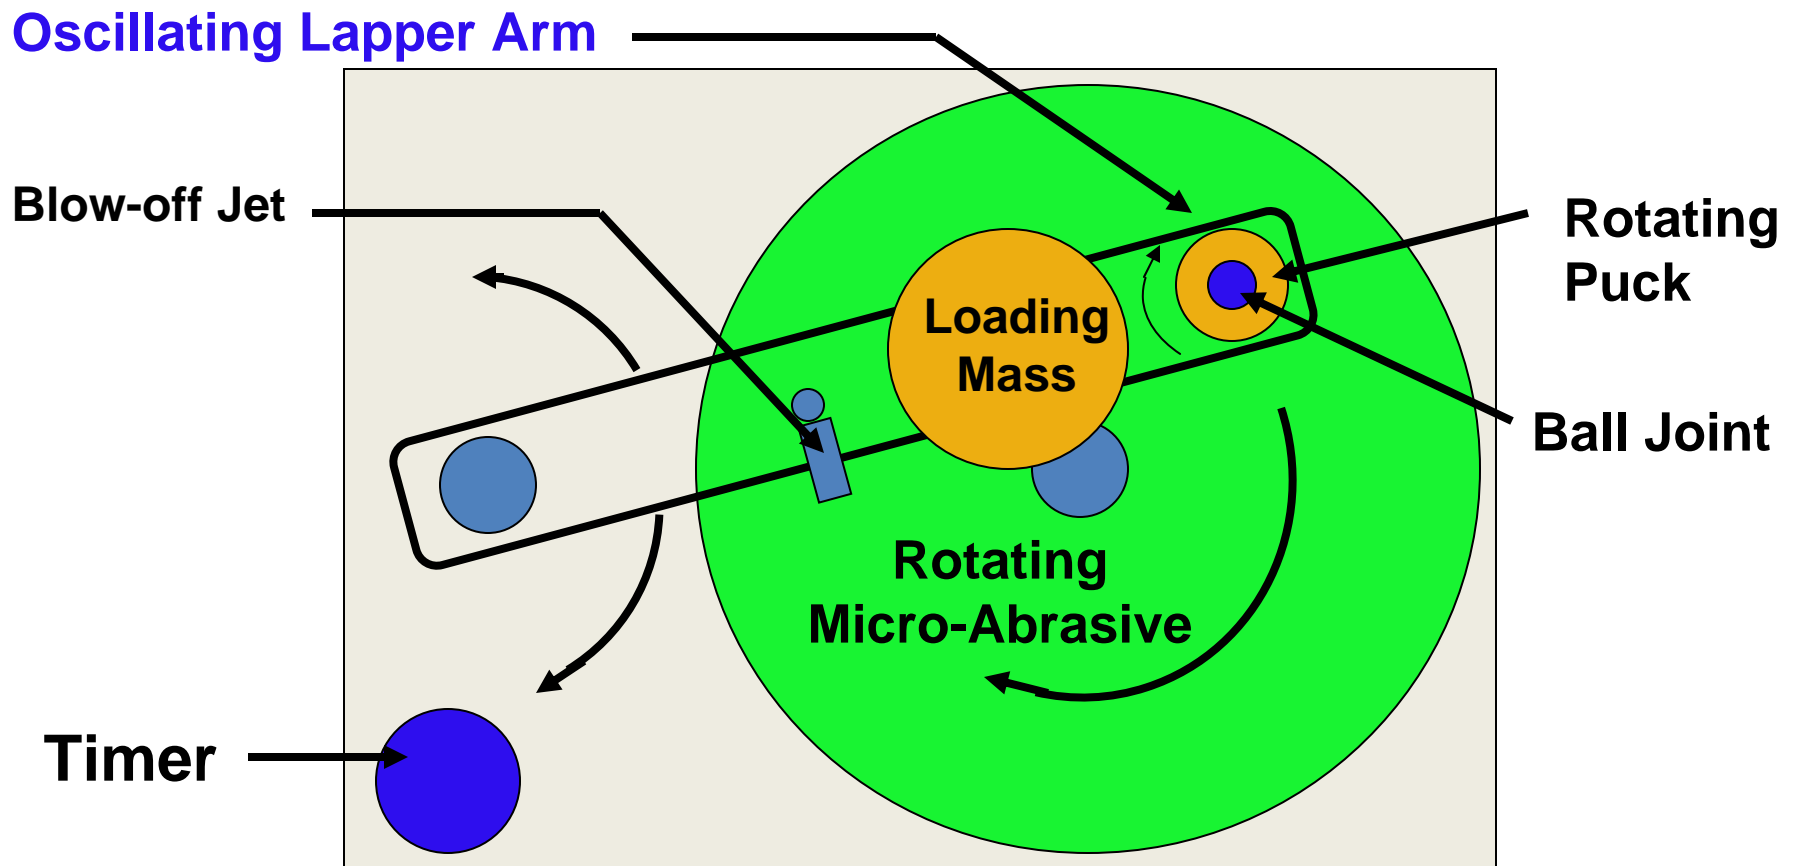 Oscillating Lapper Arm
Blow-off Jet
Rotating
Puck
Loading
Mass
Ball Joint
Rotating
Micro-Abrasive
Timer